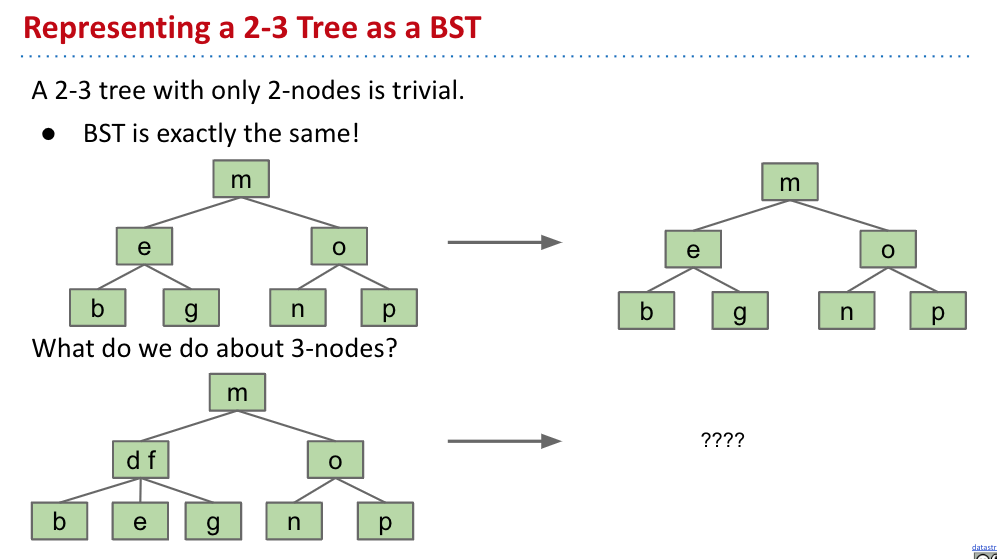 Representing a 2-3 Tree as a BST
A 2-3 tree with only 2-nodes is trivial.
● BST is exactly the same!
m
e o
b g n p
m
e o
b g n p
What do we do about 3-nodes?
m
d f o
b e g n p
????
datastr